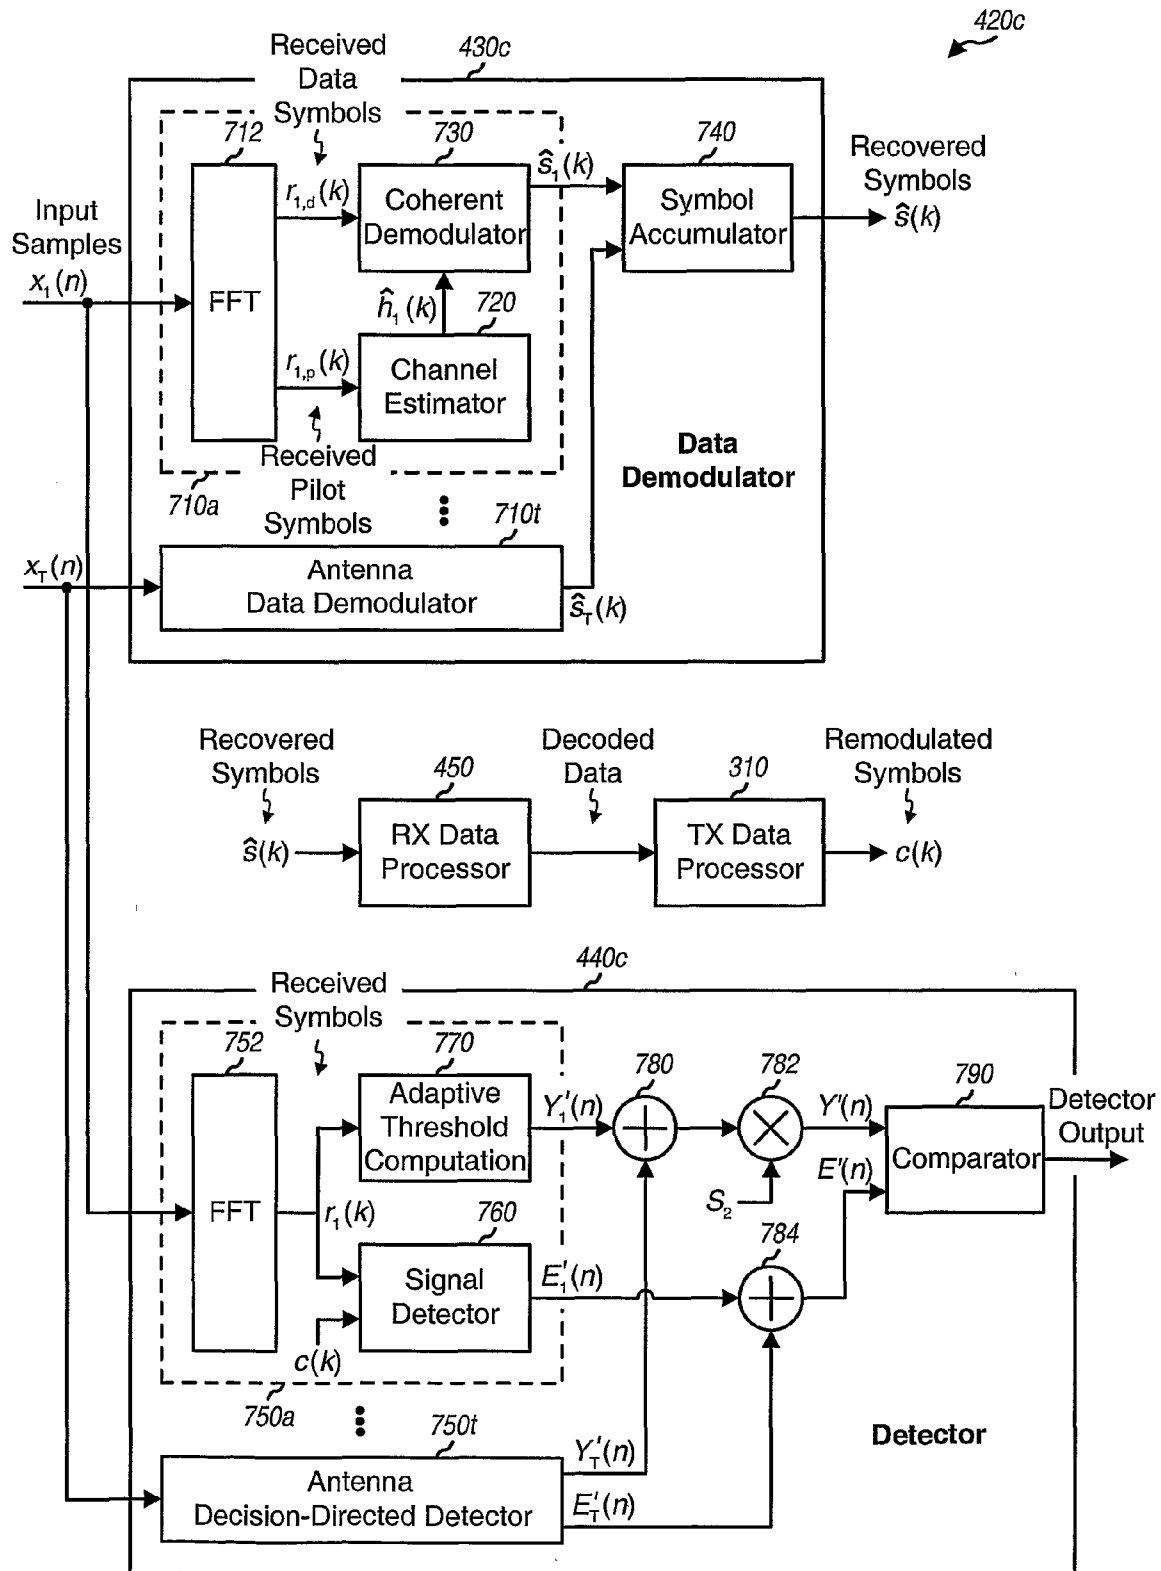 420c
Received
Data
Symbols
430c
712
730
740
r1,d(k)
Coherent
Demodulator
ŝ1(k)
Symbol
Accumulator
Recovered
Symbols
ŝ(k)
Input
Samples
x1(n)
FFT
ĥ1(k)
720
r1,p(k)
Channel
Estimator
Received
Pilot
Symbols
710a
Data
Demodulator
710t
xT(n)
Antenna
Data Demodulator
ŝT(k)
Recovered
Symbols
450
Decoded
Data
310
Remodulated
Symbols
ŝ(k)
RX Data
Processor
TX Data
Processor
c(k)
440c
Received
Symbols
752
770
780
782
790
Adaptive
Threshold
Computation
Y1'(n)
Y'(n)
Detector
Output
Comparator
E'(n)
FFT
r1(k)
760
S2
784
Signal
Detector
E1'(n)
c(k)
750a
750t
Detector
YT'(n)
Antenna
Decision-Directed Detector
ET'(n)